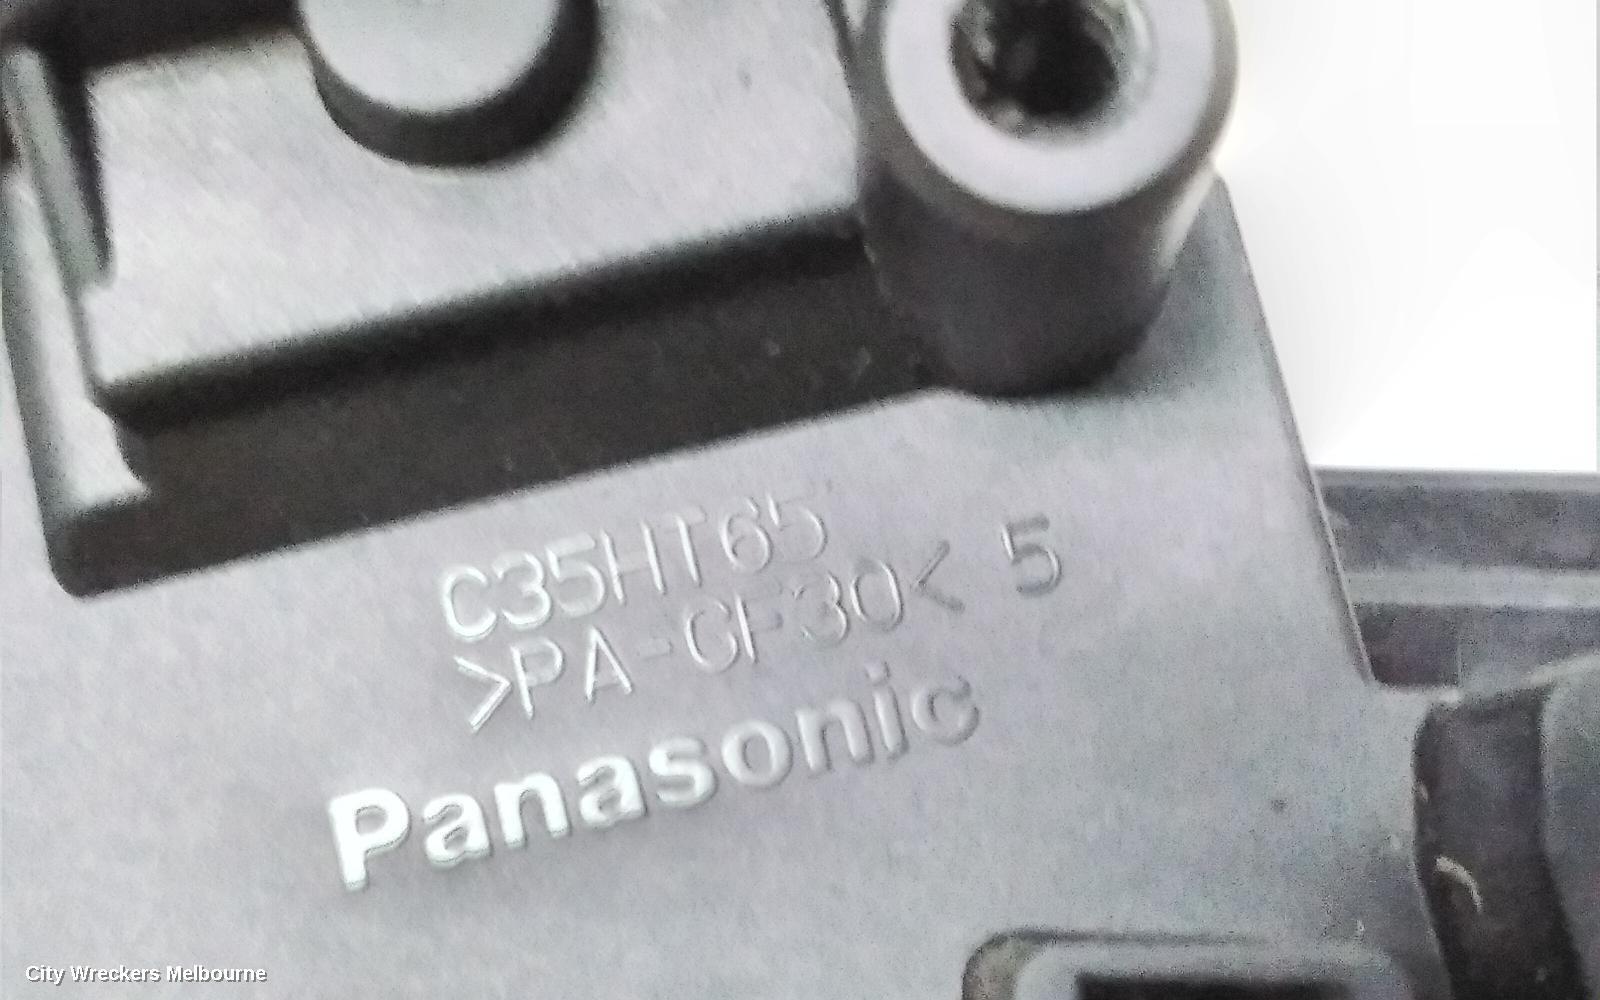 C35HT65
>PA-GF30< 5
Panasonic
City Wreckers Melbourne